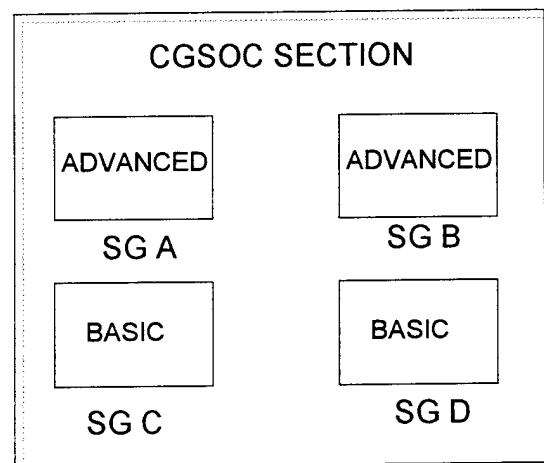 CGSOC SECTION
ADVANCED ADVANCED
SG A SG B
BASIC BASIC
SG C SG D